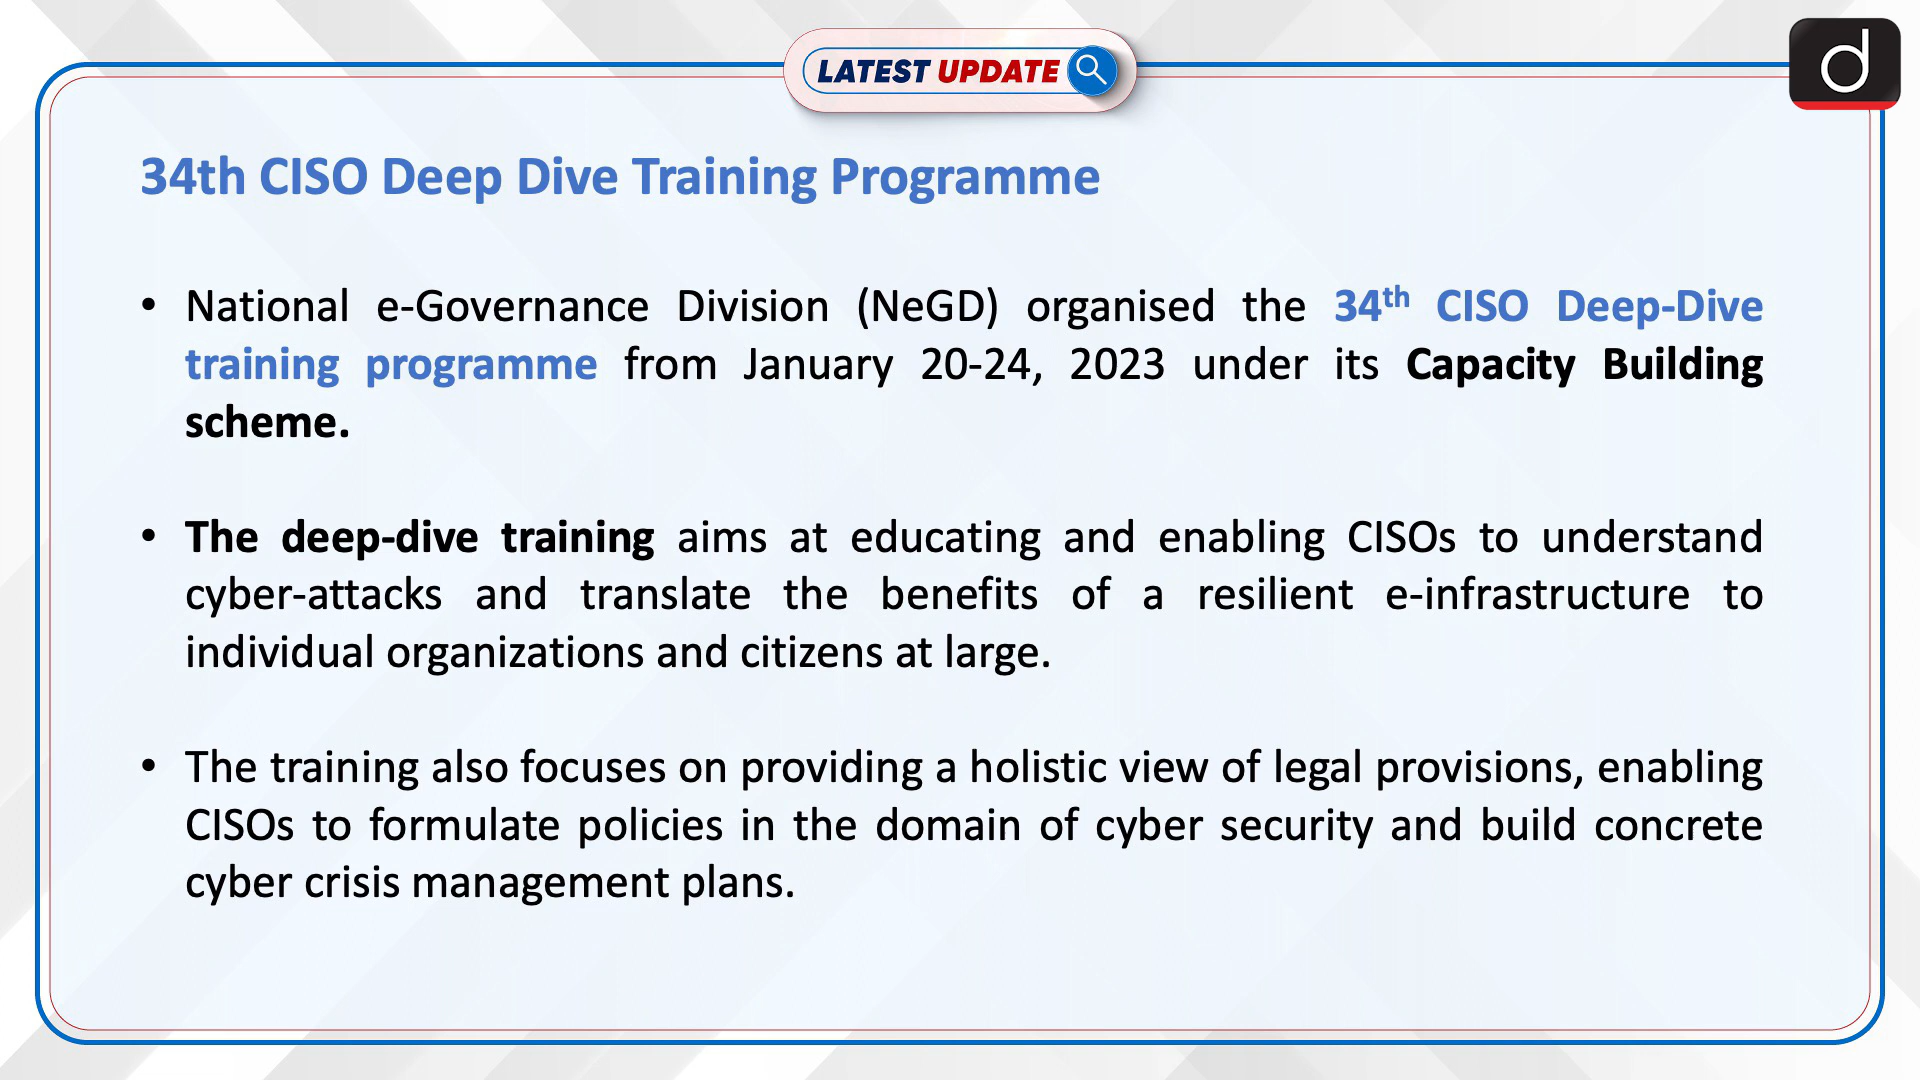 LATEST UPDATE
d
34th CISO Deep Dive Training Programme
• National e-Governance Division (NeGD) organised the 34th CISO Deep-Dive
training programme from January 20-24, 2023 under its Capacity Building
scheme.
• The deep-dive training aims at educating and enabling CISOs to understand
cyber-attacks and translate the benefits of a resilient e-infrastructure to
individual organizations and citizens at large.
• The training also focuses on providing a holistic view of legal provisions, enabling
CISOs to formulate policies in the domain of cyber security and build concrete
cyber crisis management plans.